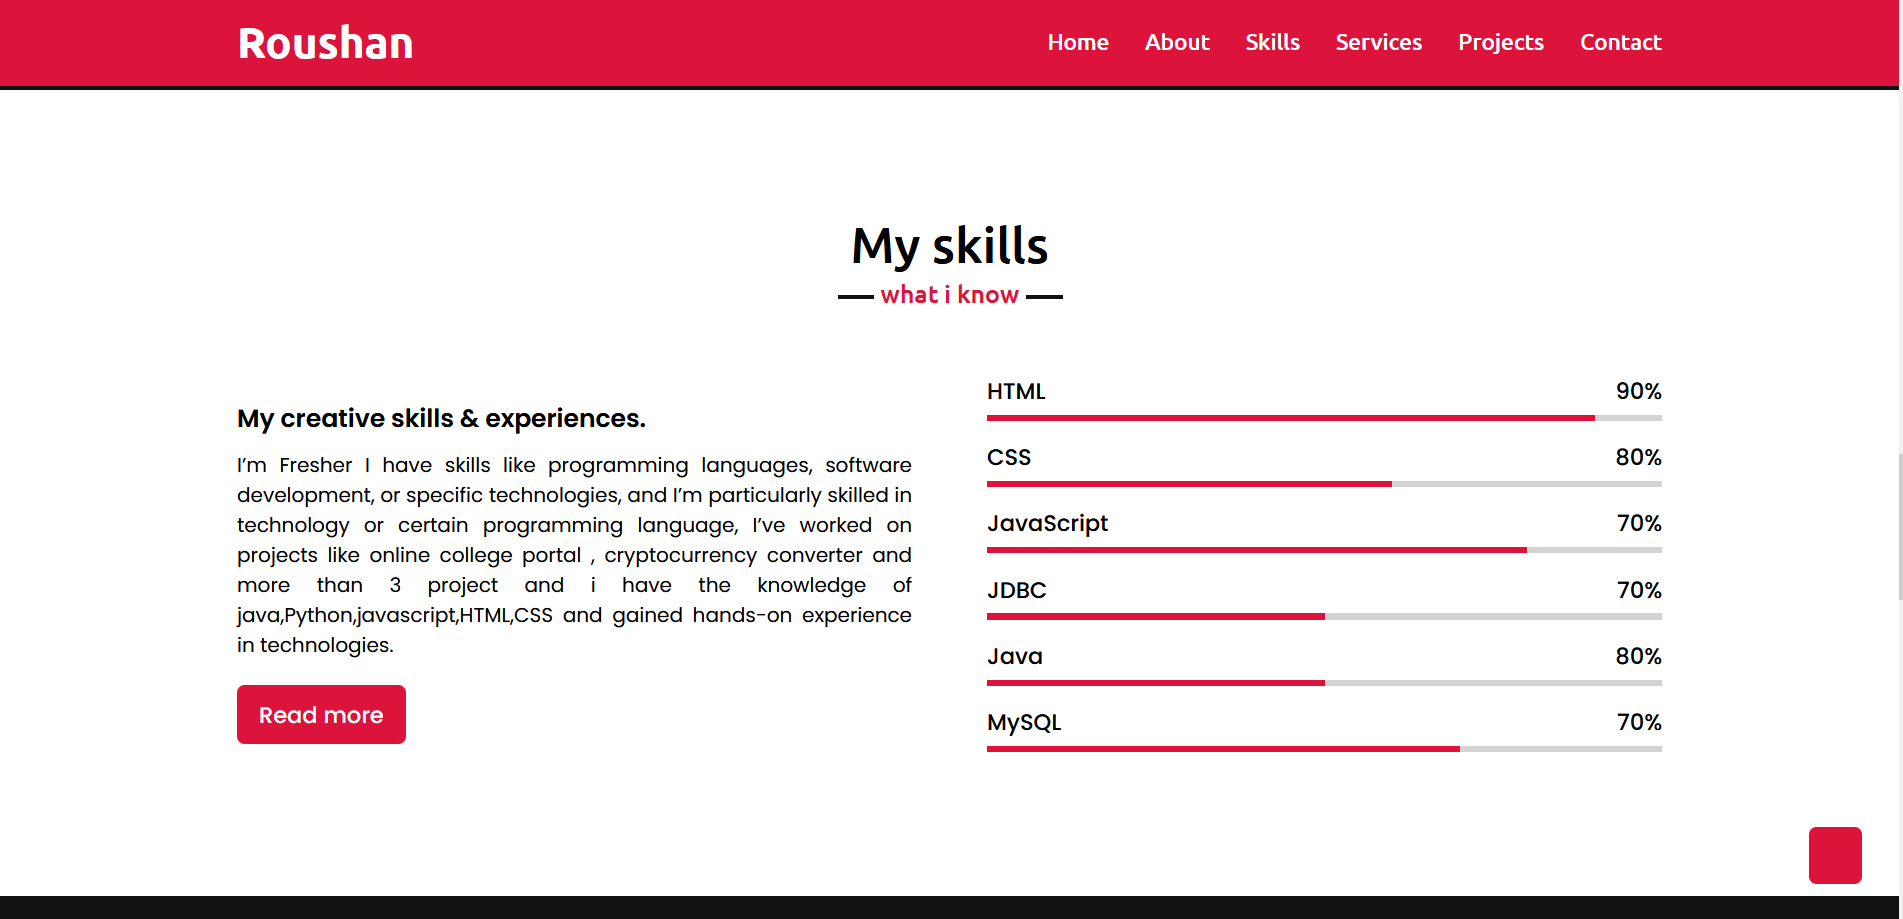 Roushan
Home About Skills Services Projects Contact
My skills
what i know
My creative skills & experiences.
I’m Fresher I have skills like programming languages, software
development, or specific technologies, and I’m particularly skilled in
technology or certain programming language, I’ve worked on
projects like online college portal , cryptocurrency converter and
more than 3 project and i have the knowledge of
java,Python,javascript,HTML,CSS and gained hands-on experience
in technologies.
Read more
HTML 90%
CSS 80%
JavaScript 70%
JDBC 70%
Java 80%
MySQL 70%